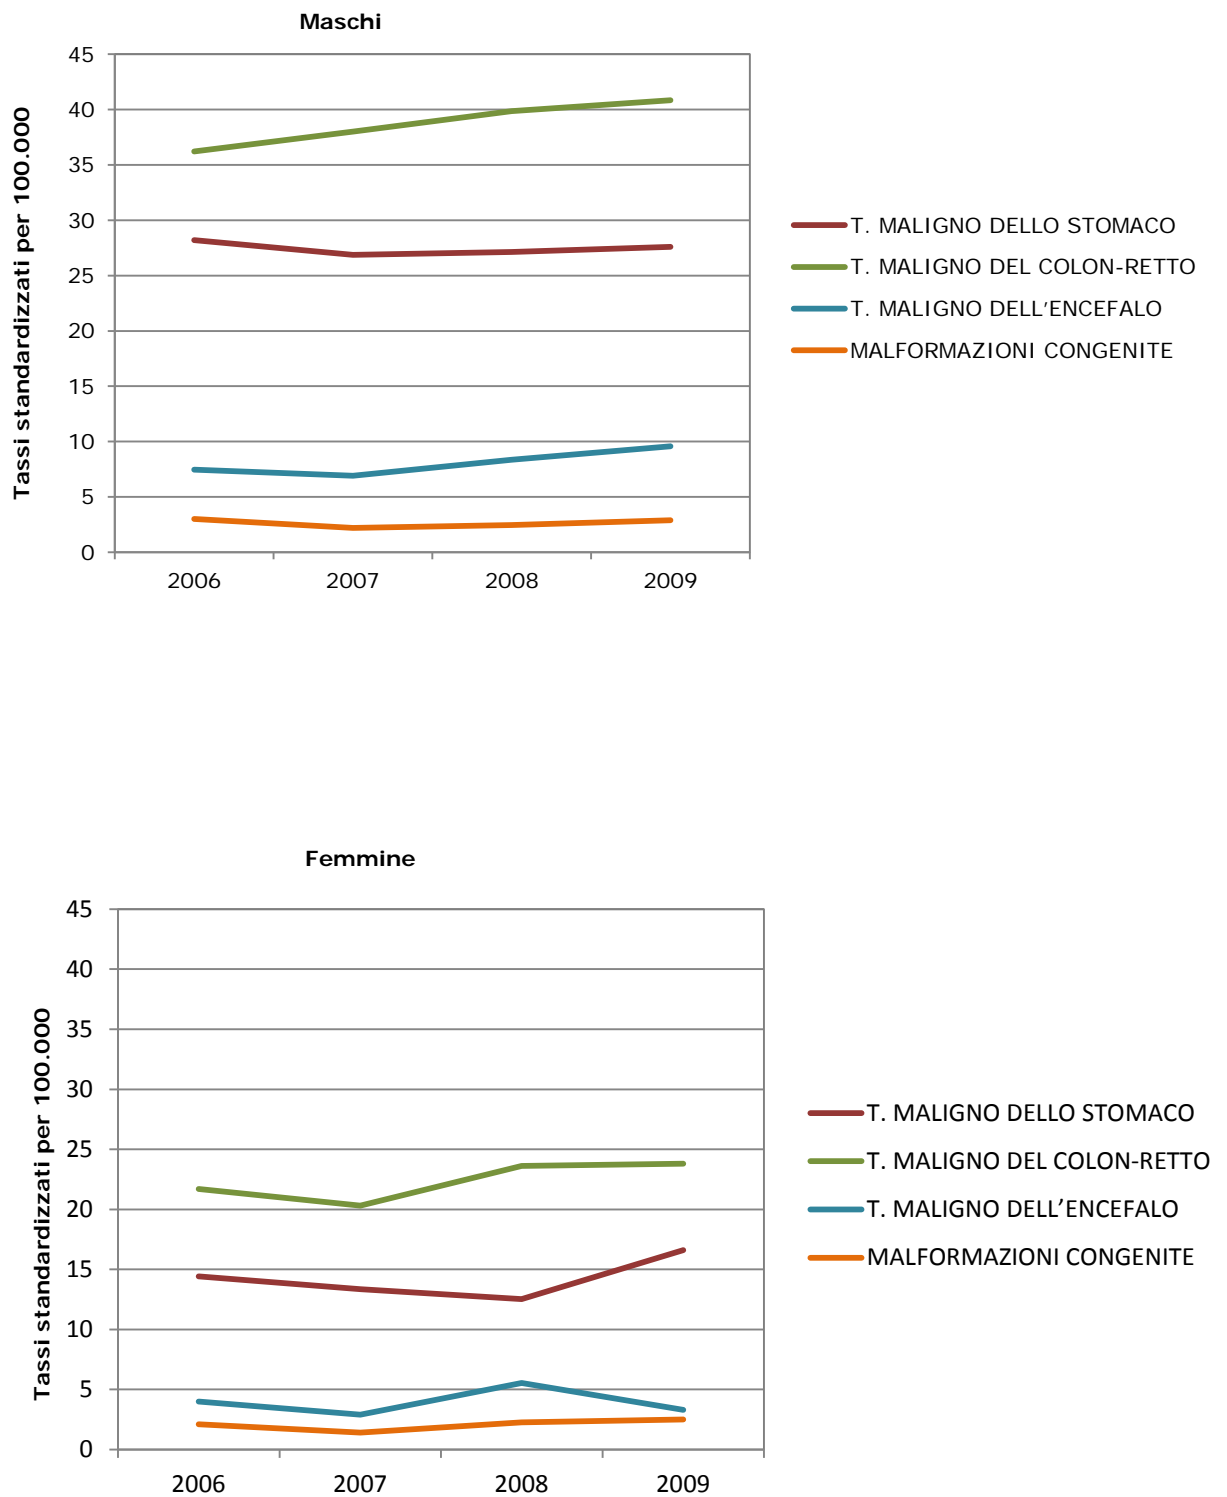 Maschi
Tassi standardizzati per 100.000
45
40
35
30
25
20
15
10
5
0
2006 2007 2008 2009
T. MALIGNO DELLO STOMACO
T. MALIGNO DEL COLON-RETTO
T. MALIGNO DELL'ENCEFALO
MALFORMAZIONI CONGENITE
Femmine
Tassi standardizzati per 100.000
45
40
35
30
25
20
15
10
5
0
2006 2007 2008 2009
T. MALIGNO DELLO STOMACO
T. MALIGNO DEL COLON-RETTO
T. MALIGNO DELL'ENCEFALO
MALFORMAZIONI CONGENITE